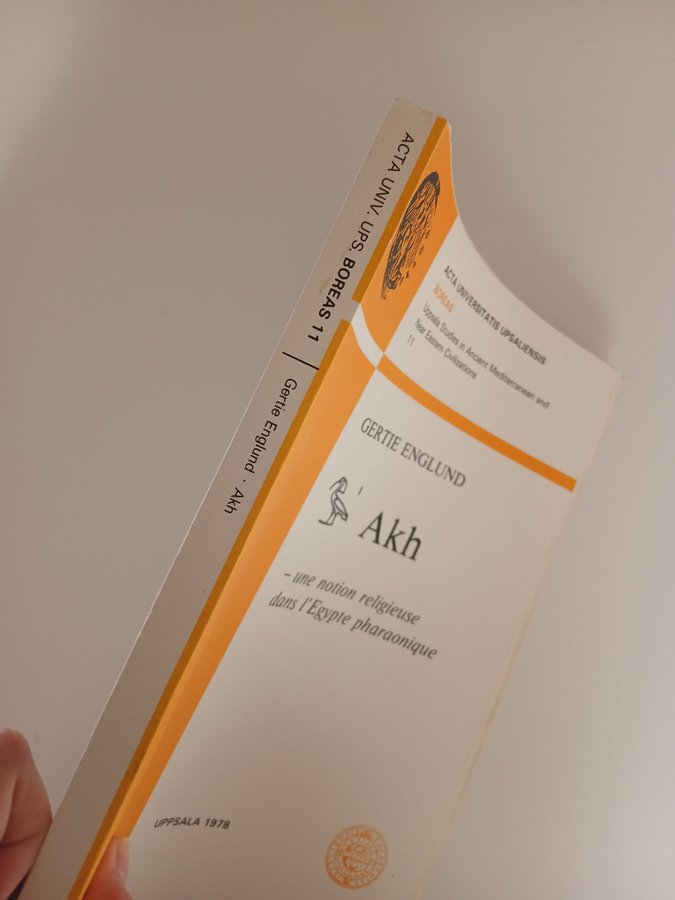 ACTA UNIV. UPS. BOREAS 11
Gertie Englund · Akh
ACTA UNIVERSITATIS UPSALIENSIS
BOREAS
Uppsala Studies in Ancient Mediterranean and
Near Eastern Civilizations
11
GERTIE ENGLUND
Akh
– une notion religieuse
dans l'Egypte pharaonique
UPPSALA 1978